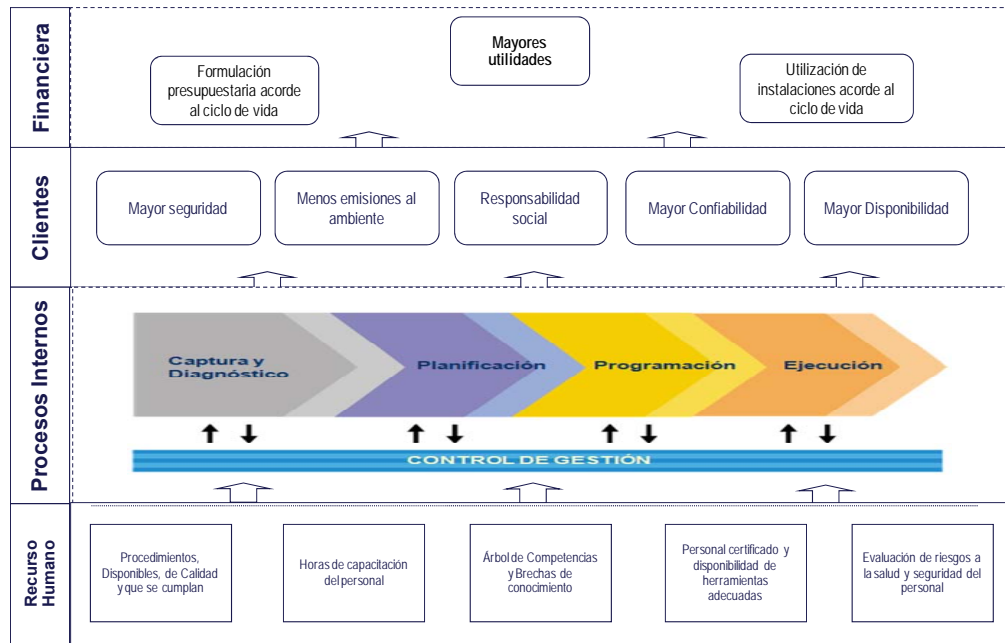 Financiera
Mayores
utilidades
Formulación
presupuestaria acorde
al ciclo de vida
Utilización de
instalaciones acorde al
ciclo de vida
Clientes
Mayor seguridad
Menos emisiones al
ambiente
Responsabilidad
social
Mayor Confiabilidad
Mayor Disponibilidad
Procesos Internos
Captura y
Diagnóstico
Planificación
Programación
Ejecución
CONTROL DE GESTIÓN
Recurso
Humano
Procedimientos,
Disponibles, de Calidad
y que se cumplan
Horas de capacitación
del personal
Árbol de Competencias
y Brechas de
conocimiento
Personal certificado y
disponibilidad de
herramientas
adecuadas
Evaluación de riesgos a
la salud y seguridad del
personal